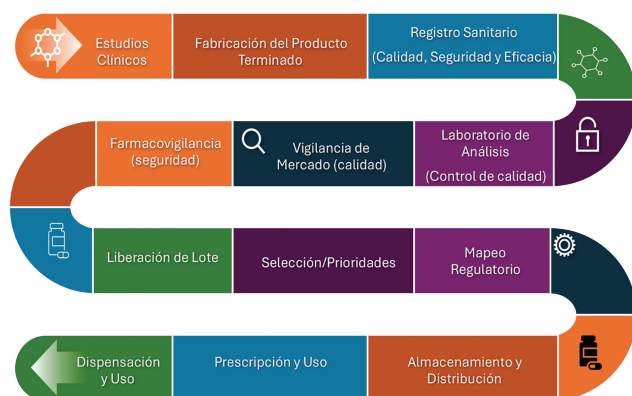 Estudios
Clínicos
Fabricación del Producto
Terminado
Registro Sanitario
(Calidad, Seguridad y Eficacia)
Farmacovigilancia
(seguridad)
Vigilancia de
Mercado (calidad)
Laboratorio de
Análisis
(Control de calidad)
Liberación de Lote
Selección/Prioridades
Mapeo
Regulatorio
Dispensación
y Uso
Prescripción y Uso
Almacenamiento y
Distribución